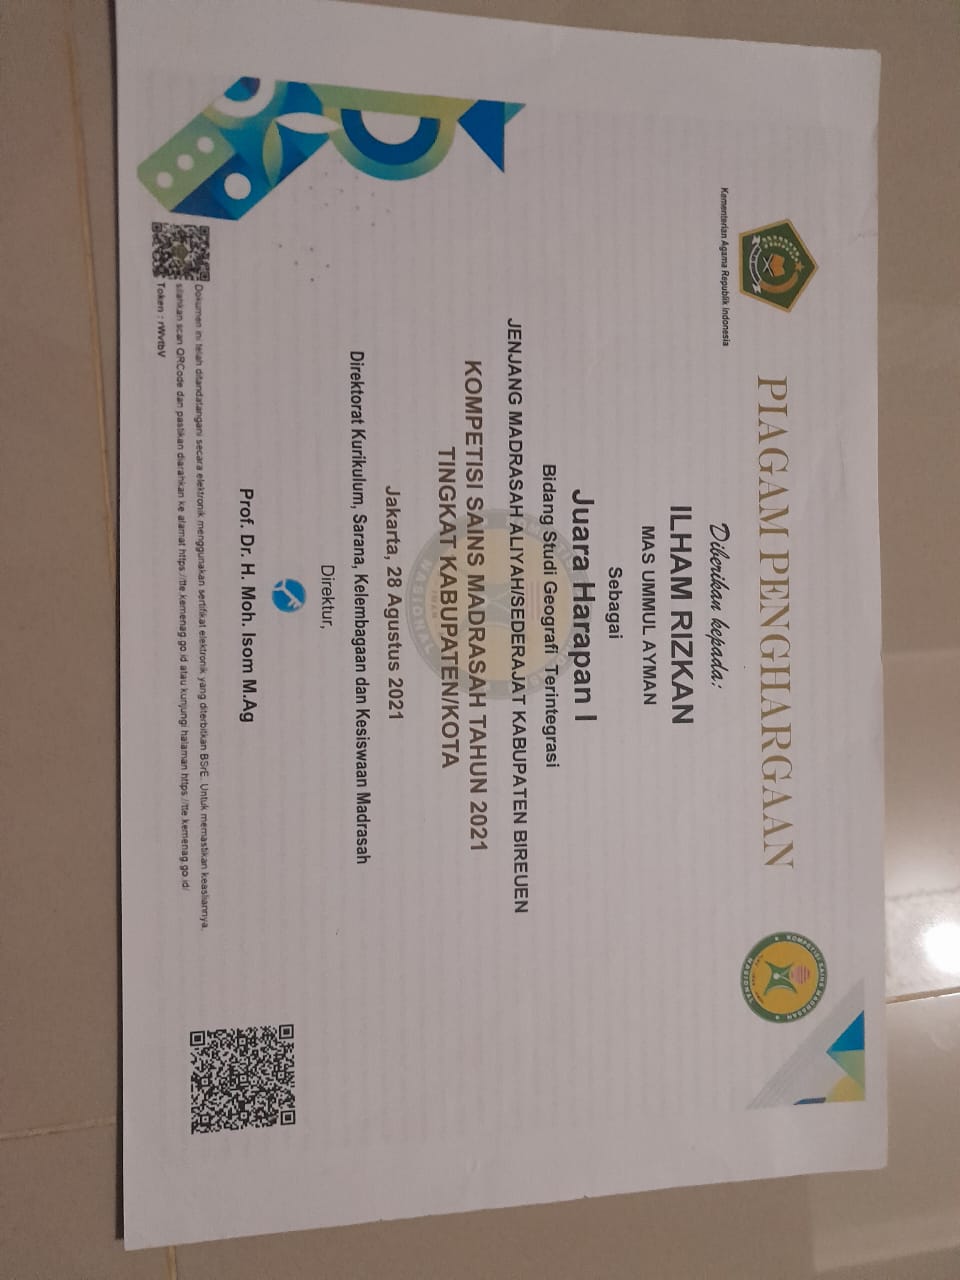 Kementerian Agama Republik Indonesia
PIAGAM PENGHARGAAN
Diberikan kepada:
ILHAM RIZKAN
MAS UMMUL AYMAN
Sebagai
Juara Harapan I
Bidang Studi Geografi Terintegrasi
JENJANG MADRASAH ALIYAH/SEDERAJAT KABUPATEN BIREUEN
KOMPETISI SAINS MADRASAH TAHUN 2021
TINGKAT KABUPATEN/KOTA
Jakarta, 28 Agustus 2021
Direktorat Kurikulum, Sarana, Kelembagaan dan Kesiswaan Madrasah
Direktur,
Prof. Dr. H. Moh. Isom M.Ag
Dokumen ini telah ditandatangani secara elektronik menggunakan sertifikat elektronik yang diterbitkan BSrE. Untuk memastikan keasliannya,
silahkan scan QRCode dan pastikan diarahkan ke alamat https://tte.kemenag.go.id atau kunjungi halaman https://tte.kemenag.go.id/
Token : rWvtbV
KOMPETISI SAINS MADRASAH
NASIONAL